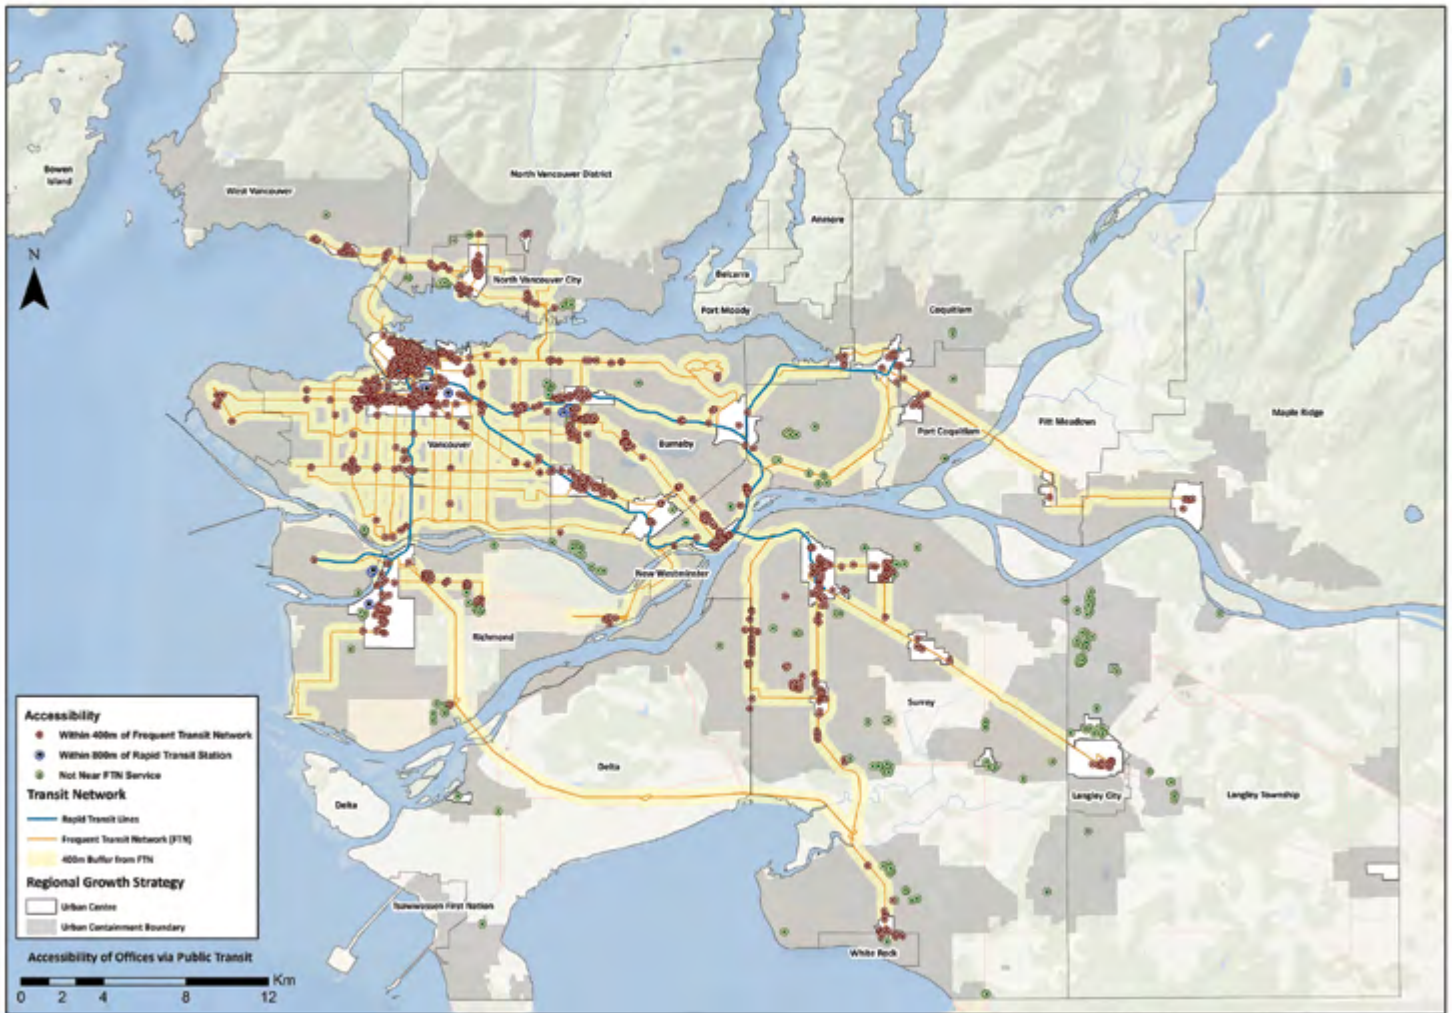 Bowen
Island
West Vancouver
North Vancouver District
Anmore
N
Belcarra
North Vancouver City
Port Moody
Coquitlam
Maple Ridge
Pitt Meadows
Port Coquitlam
Vancouver
Burnaby
New Westminster
Richmond
Surrey
Delta
Delta
Langley City
Langley Township
Tsawwassen First Nation
White Rock
Accessibility
Within 400m of Frequent Transit Network
Within 800m of Rapid Transit Station
Not Near FTN Service
Transit Network
Rapid Transit Lines
Frequent Transit Network (FTN)
400m Buffer from FTN
Regional Growth Strategy
Urban Centre
Urban Containment Boundary
Accessibility of Offices via Public Transit
Km
0 2 4 8 12